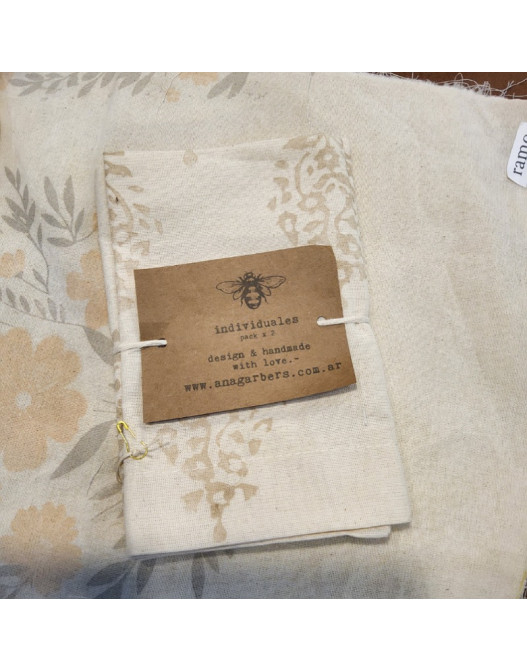 individuales
pack x 2
design & handmade
with love.-
www.anagarbers.com.ar